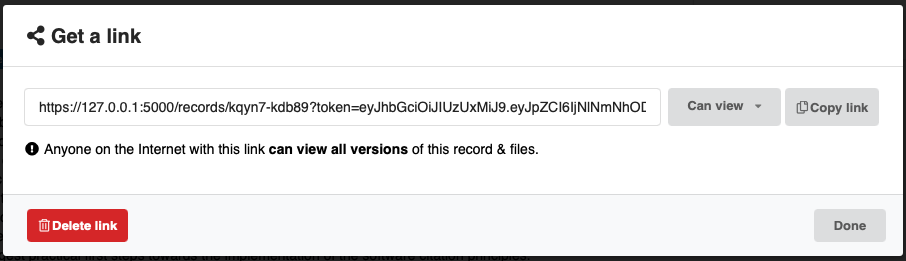 Get a link
https://127.0.0.1:5000/records/kqyn7-kdb89?token=eyJhbGciOiJIUzUxMiJ9.eyJpZCI6IjNlNmNhOD
Can view
Copy link
Anyone on the Internet with this link can view all versions of this record & files.
Delete link
Done